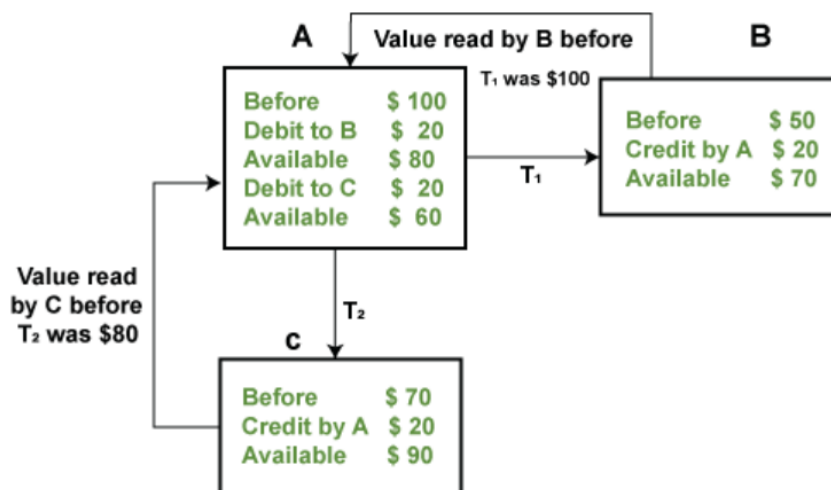 A
Value read by B before
B
T₁ was $100
Before $ 100
Debit to B $ 20
Available $ 80
Debit to C $ 20
Available $ 60
T₁
Before $ 50
Credit by A $ 20
Available $ 70
Value read
by C before
T₂ was $80
T₂
c
Before $ 70
Credit by A $ 20
Available $ 90